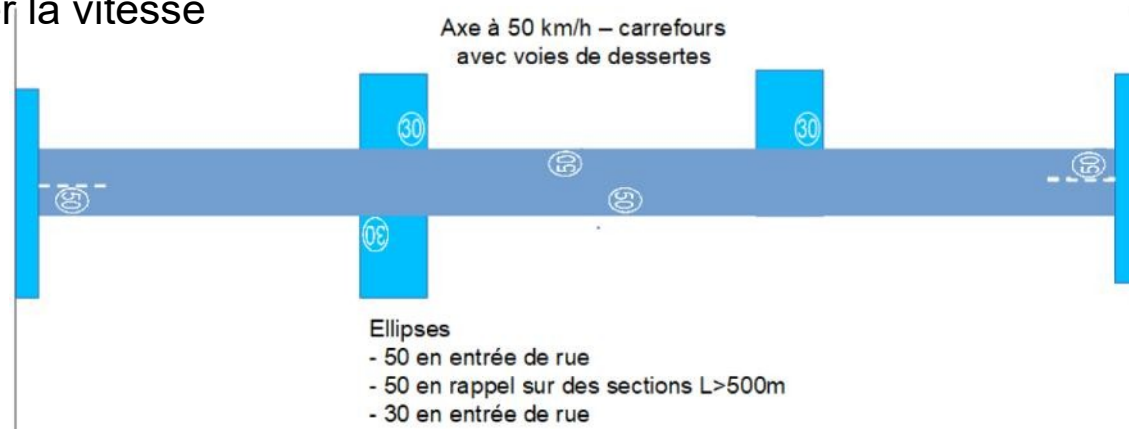 r la vitesse
Axe à 50 km/h – carrefours
avec voies de dessertes
30
30
50
50
50
50
30
Ellipses
- 50 en entrée de rue
- 50 en rappel sur des sections L>500m
- 30 en entrée de rue